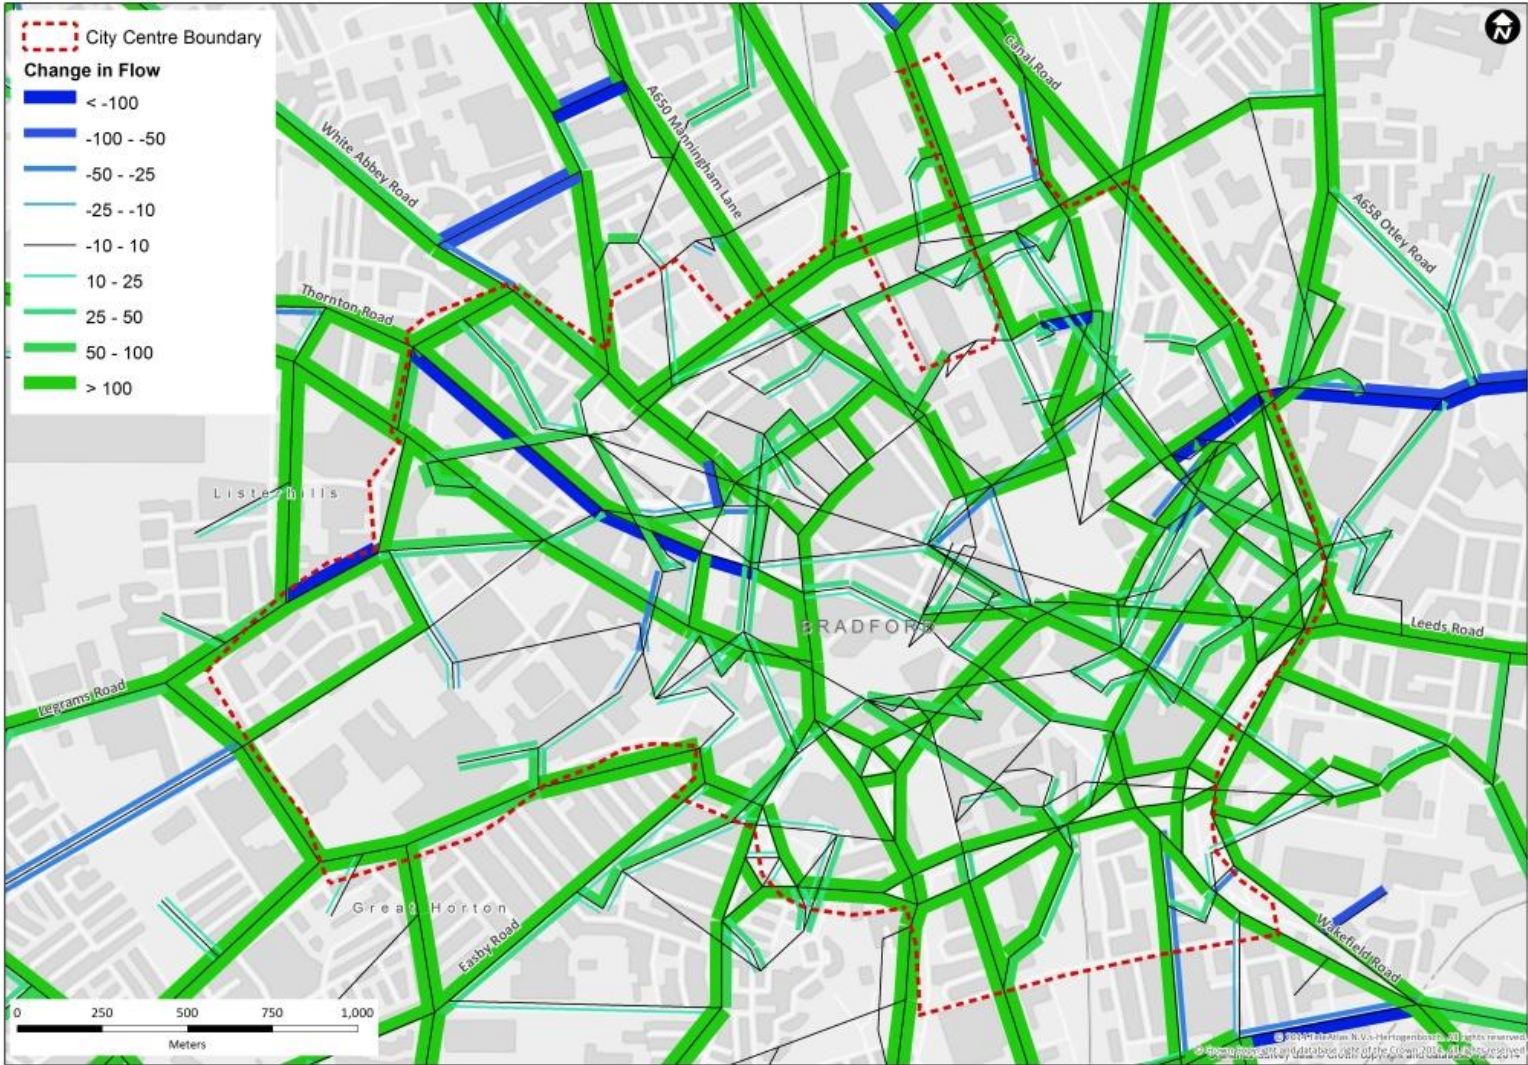 City Centre Boundary
Change in Flow
< -100
-100 - -50
-50 - -25
-25 - -10
-10 - 10
10 - 25
25 - 50
50 - 100
> 100
N
Canal Road
A650 Manningham Lane
White Abbey Road
A658 Otley Road
Thornton Road
Listerhills
BRADFORD
Leeds Road
Legrams Road
Great Horton
Easby Road
Wakefield Road
0 250 500 750 1,000
Meters